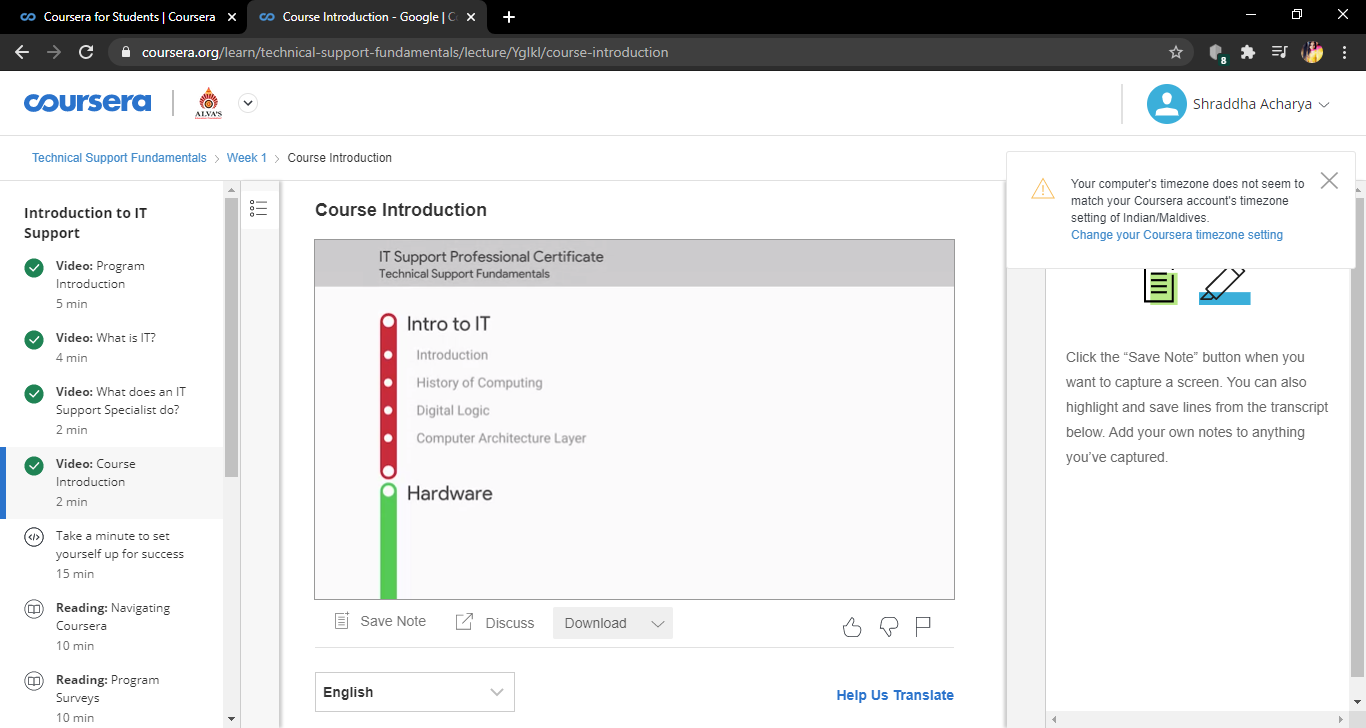 Coursera for Students | Coursera
Course Introduction - Google | C
coursera.org/learn/technical-support-fundamentals/lecture/Yglkl/course-introduction
8
coursera
ALVA'S
Shraddha Acharya
Technical Support Fundamentals
Week 1
Course Introduction
Your computer's timezone does not seem to
match your Coursera account's timezone
setting of Indian/Maldives.
Change your Coursera timezone setting
Introduction to IT
Support
Video: Program
Introduction
5 min
Video: What is IT?
4 min
Video: What does an IT
Support Specialist do?
2 min
Video: Course
Introduction
2 min
Take a minute to set
yourself up for success
15 min
Reading: Navigating
Coursera
10 min
Reading: Program
Surveys
10 min
Course Introduction
IT Support Professional Certificate
Technical Support Fundamentals
Intro to IT
Introduction
History of Computing
Digital Logic
Computer Architecture Layer
Hardware
Save Note
Discuss
Download
English
Help Us Translate
Click the “Save Note” button when you
want to capture a screen. You can also
highlight and save lines from the transcript
below. Add your own notes to anything
you’ve captured.